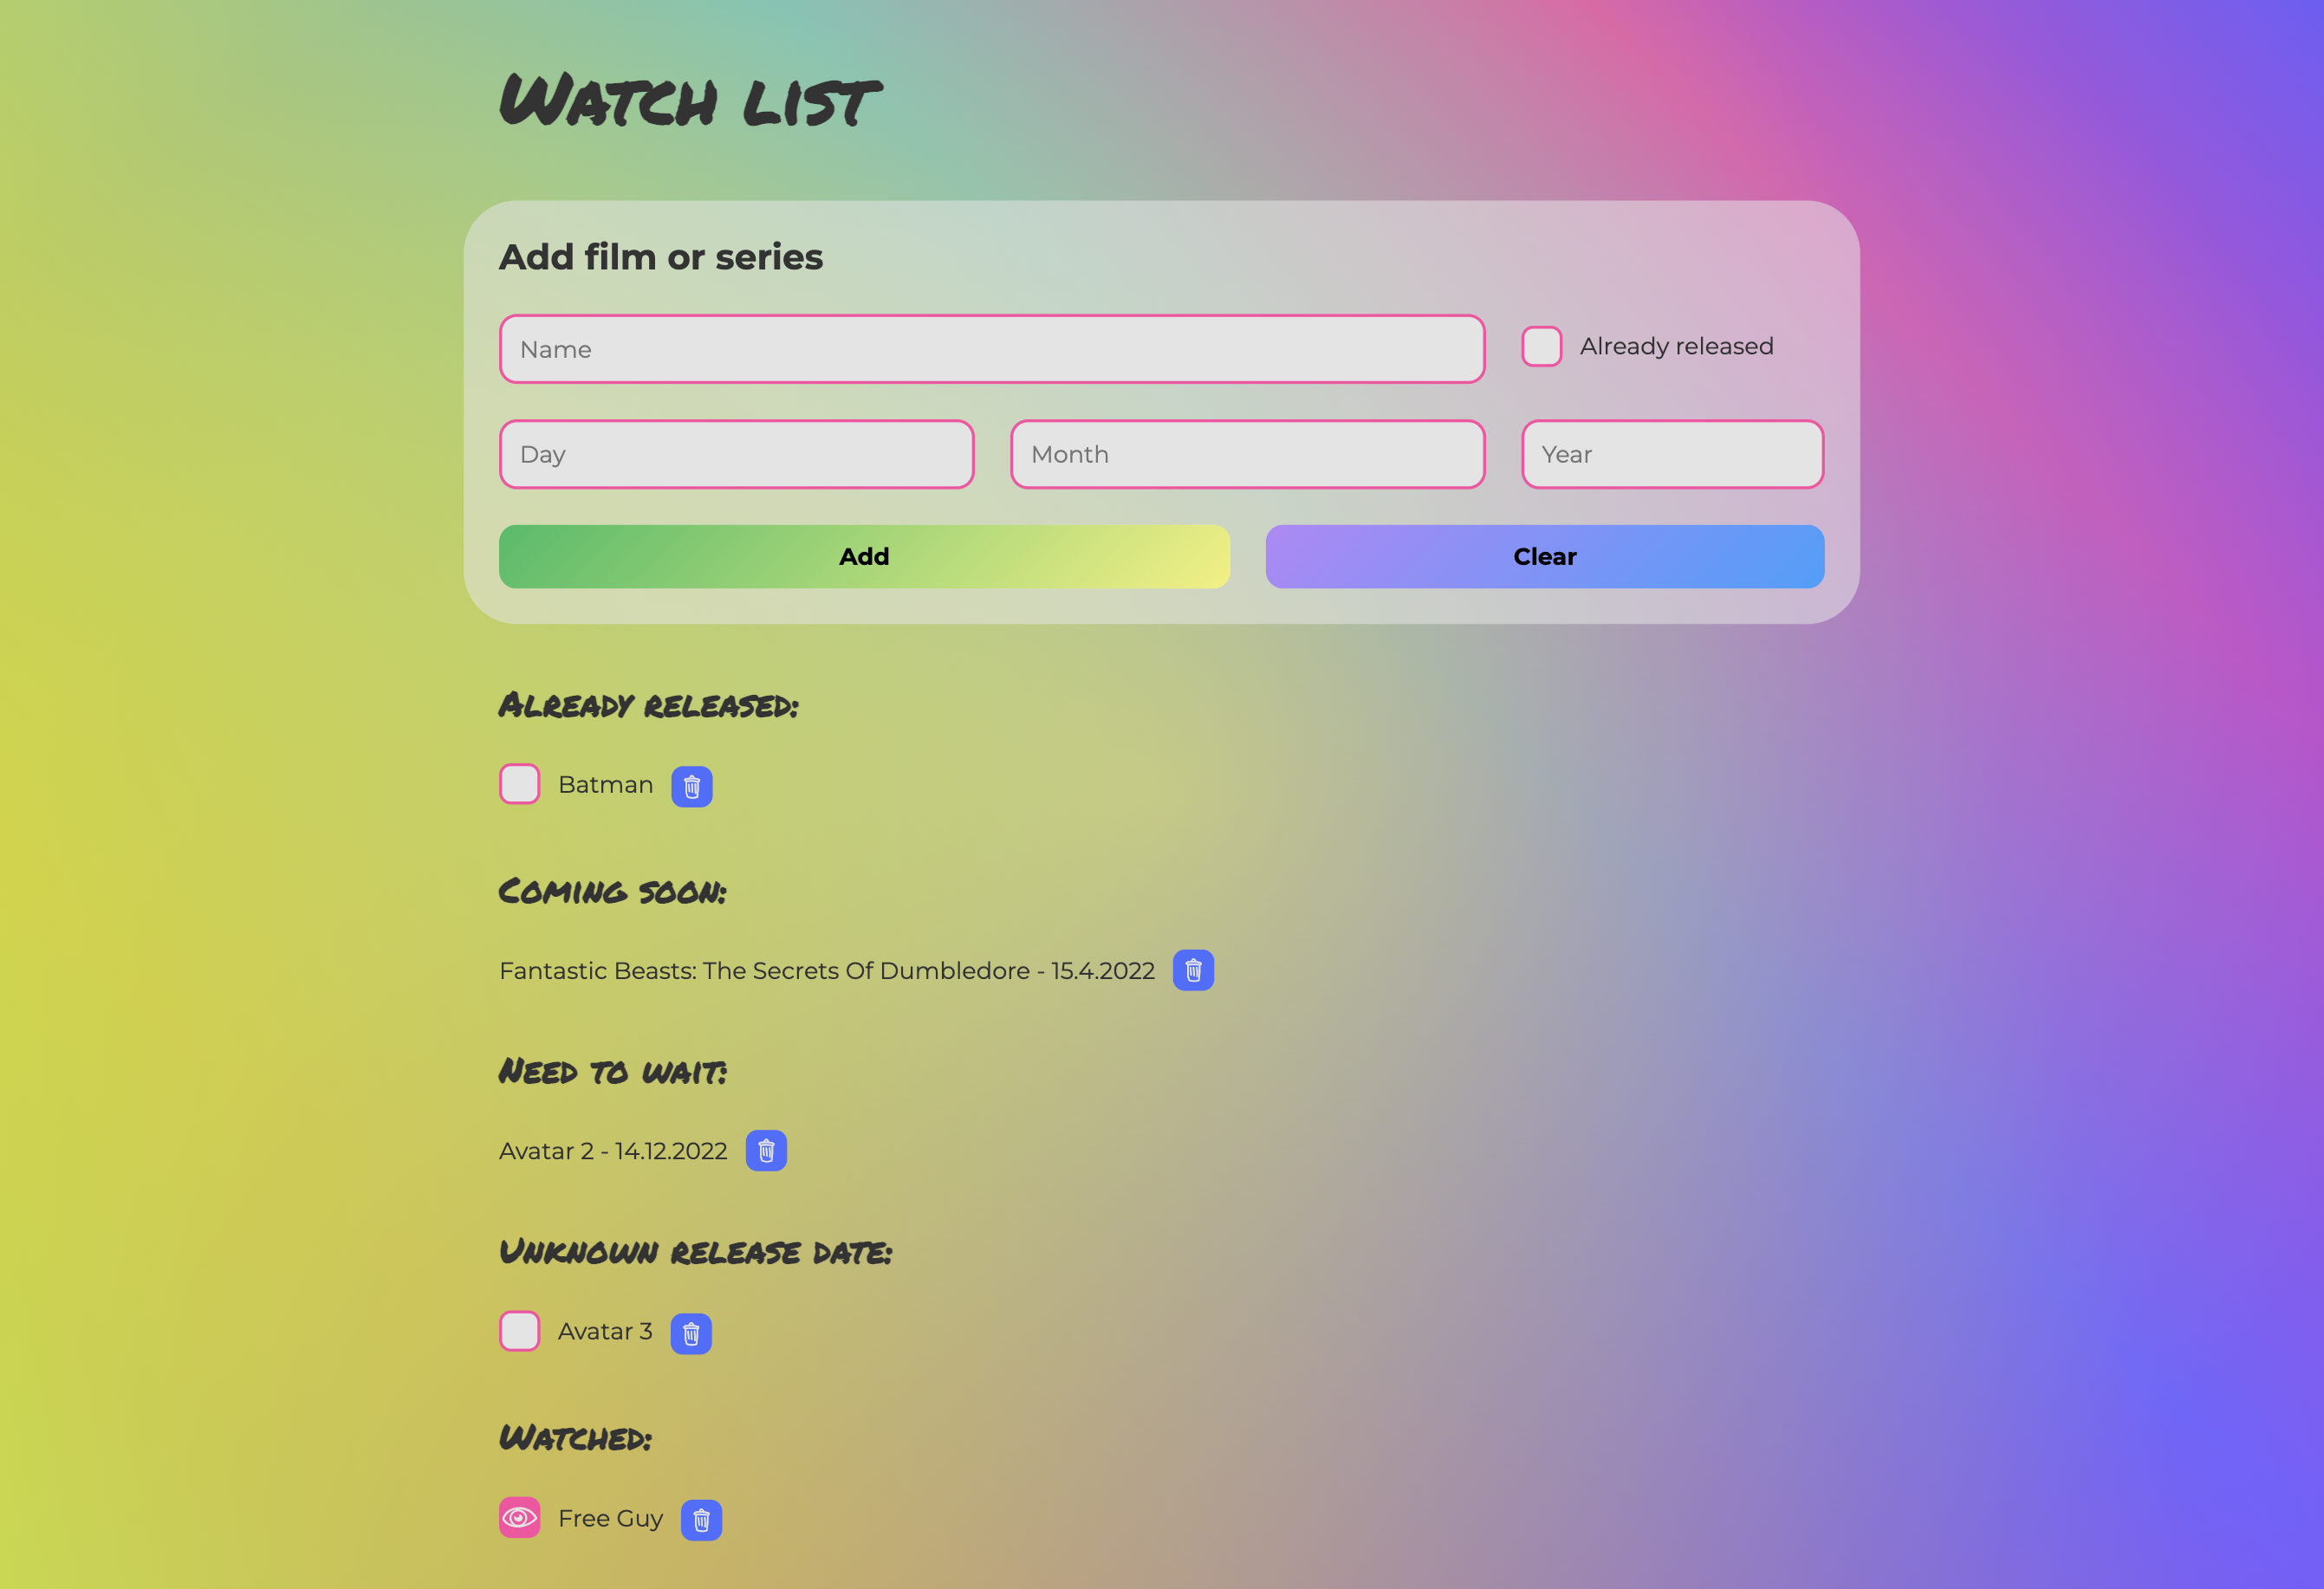 Watch list
Add film or series
Name
Already released
Day
Month
Year
Add
Clear
Already released:
Batman
Coming soon:
Fantastic Beasts: The Secrets Of Dumbledore - 15.4.2022
Need to wait:
Avatar 2 - 14.12.2022
Unknown release date:
Avatar 3
Watched:
Free Guy